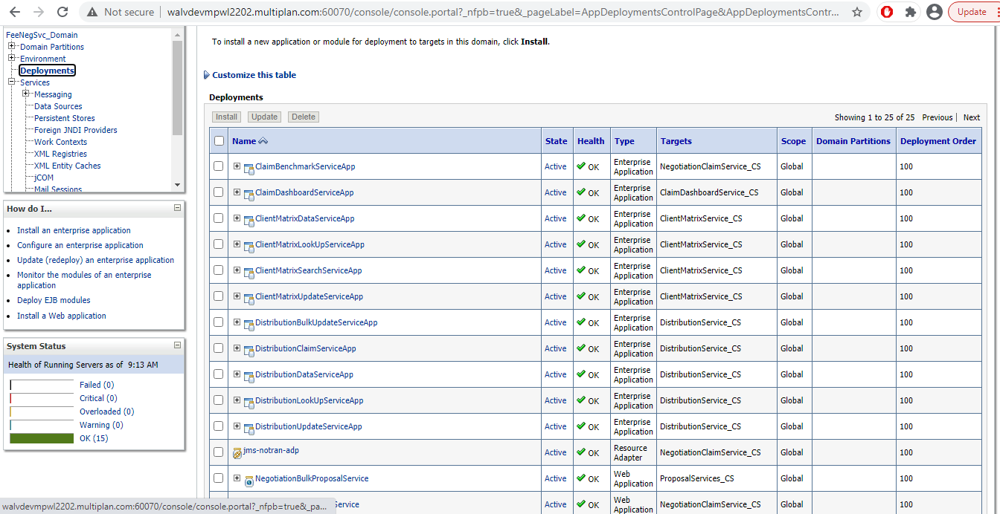 Not secure | walvdevmpwl2202.multiplan.com:60070/console/console.portal?_nfpb=true&_pageLabel=AppDeploymentsControlPage&AppDeploymentsContr...
Update
FeeNegSvc_Domain
Domain Partitions
Environment
Deployments
Services
Messaging
Data Sources
Persistent Stores
Foreign JNDI Providers
Work Contexts
XML Registries
XML Entity Caches
jCOM
Mail Sessions
How do I...
Install an enterprise application
Configure an enterprise application
Update (redeploy) an enterprise application
Monitor the modules of an enterprise
application
Deploy EJB modules
Install a Web application
System Status
Health of Running Servers as of 9:13 AM
Failed (0)
Critical (0)
Overloaded (0)
Warning (0)
OK (15)
To install a new application or module for deployment to targets in this domain, click Install.
Customize this table
Deployments
Install Update Delete
Showing 1 to 25 of 25 Previous | Next
Name State Health Type Targets Scope Domain Partitions Deployment Order
ClaimBenchmarkServiceApp Active OK Enterprise Application NegotiationClaimService_CS Global 100
ClaimDashboardServiceApp Active OK Enterprise Application ClaimDashboardService_CS Global 100
ClientMatrixDataServiceApp Active OK Enterprise Application ClientMatrixService_CS Global 100
ClientMatrixLookUpServiceApp Active OK Enterprise Application ClientMatrixService_CS Global 100
ClientMatrixSearchServiceApp Active OK Enterprise Application ClientMatrixService_CS Global 100
ClientMatrixUpdateServiceApp Active OK Enterprise Application ClientMatrixService_CS Global 100
DistributionBulkUpdateServiceApp Active OK Enterprise Application DistributionService_CS Global 100
DistributionClaimServiceApp Active OK Enterprise Application DistributionService_CS Global 100
DistributionDataServiceApp Active OK Enterprise Application DistributionService_CS Global 100
DistributionLookUpServiceApp Active OK Enterprise Application DistributionService_CS Global 100
DistributionUpdateServiceApp Active OK Enterprise Application DistributionService_CS Global 100
jms-notran-adp Active OK Resource Adapter NegotiationClaimService_CS Global 100
NegotiationBulkProposalService Active OK Web Application ProposalServices_CS Global 100
Service Active OK Web Application NegotiationClaimService_CS Global 100
walvdevmpwl2202.multiplan.com:60070/console/console.portal?_nfpb=true&_pa...